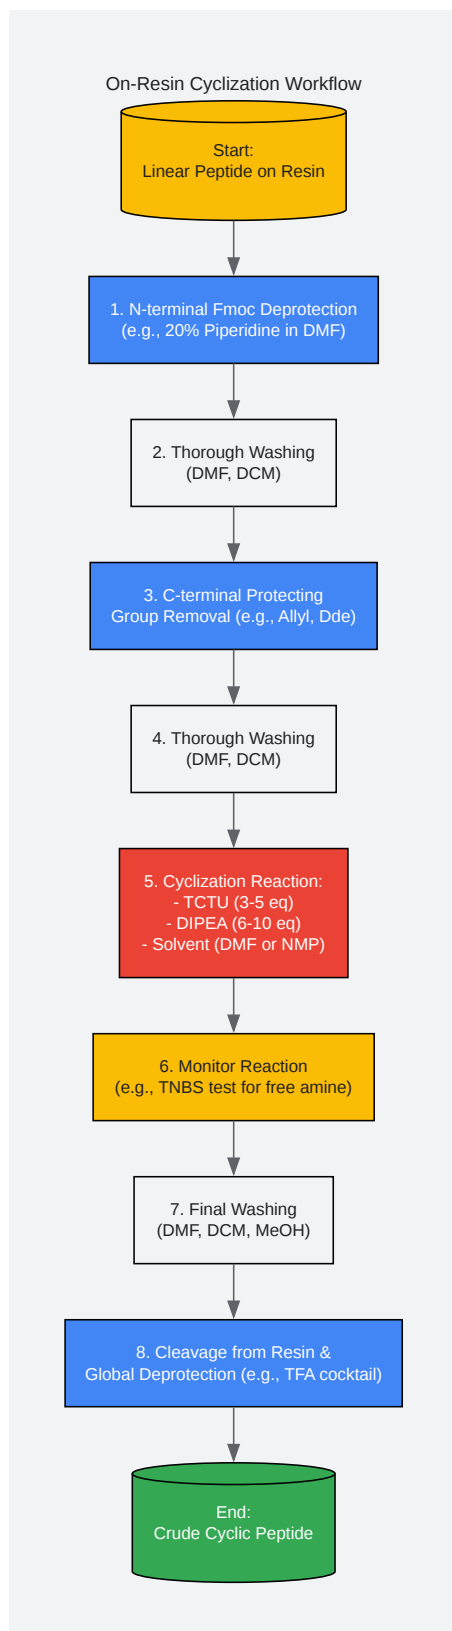 On-Resin Cyclization Workflow
Start:
Linear Peptide on Resin
1. N-terminal Fmoc Deprotection
(e.g., 20% Piperidine in DMF)
2. Thorough Washing
(DMF, DCM)
3. C-terminal Protecting
Group Removal (e.g., Allyl, Dde)
4. Thorough Washing
(DMF, DCM)
5. Cyclization Reaction:
- TCTU (3-5 eq)
- DIPEA (6-10 eq)
- Solvent (DMF or NMP)
6. Monitor Reaction
(e.g., TNBS test for free amine)
7. Final Washing
(DMF, DCM, MeOH)
8. Cleavage from Resin &
Global Deprotection (e.g., TFA cocktail)
End:
Crude Cyclic Peptide